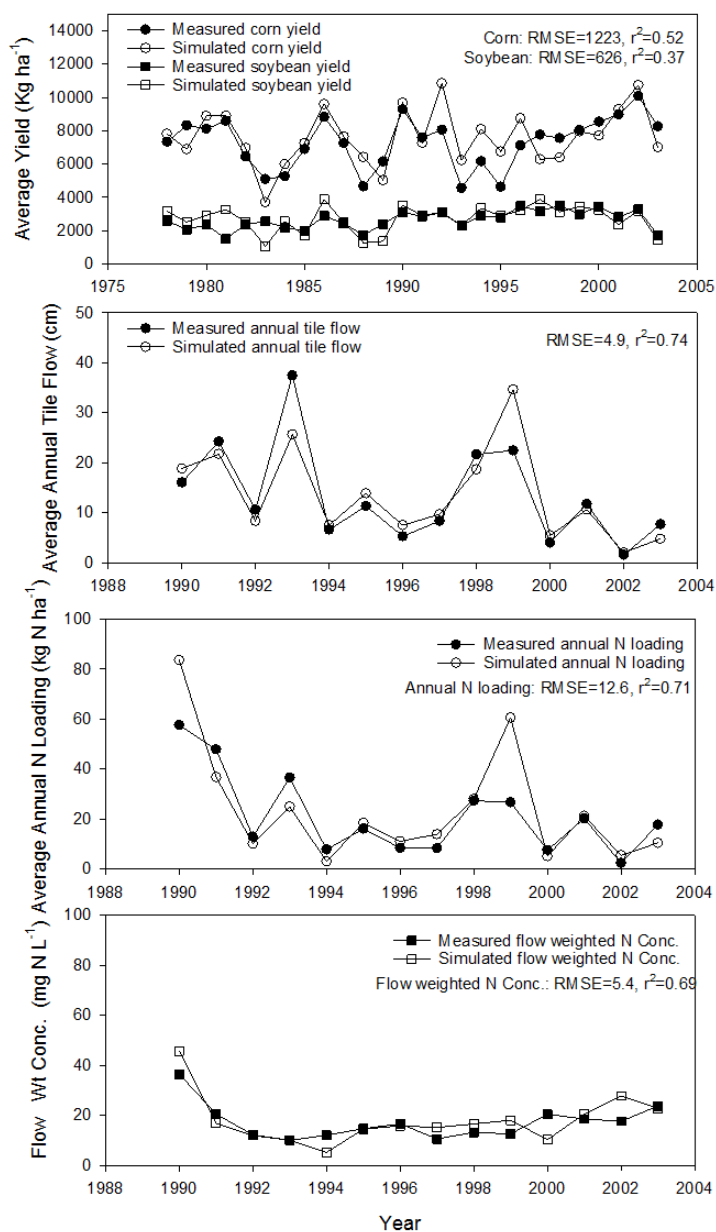 Measured corn yield
Simulated corn yield
Measured soybean yield
Simulated soybean yield
Corn: RMSE=1223, r²=0.52
Soybean: RMSE=626, r²=0.37
Average Yield (Kg ha⁻¹)
14000
12000
10000
8000
6000
4000
2000
0
1975 1980 1985 1990 1995 2000 2005
Measured annual tile flow
Simulated annual tile flow
RMSE=4.9, r²=0.74
Average Annual Tile Flow (cm)
50
40
30
20
10
0
1988 1990 1992 1994 1996 1998 2000 2002 2004
Measured annual N loading
Simulated annual N loading
Annual N loading: RMSE=12.6, r²=0.71
Average Annual N Loading (kg N ha⁻¹)
100
80
60
40
20
0
1988 1990 1992 1994 1996 1998 2000 2002 2004
Measured flow weighted N Conc.
Simulated flow weighted N Conc.
Flow weighted N Conc.: RMSE=5.4, r²=0.69
Flow Wt Conc. (mg N L⁻¹)
100
80
60
40
20
0
1988 1990 1992 1994 1996 1998 2000 2002 2004
Year